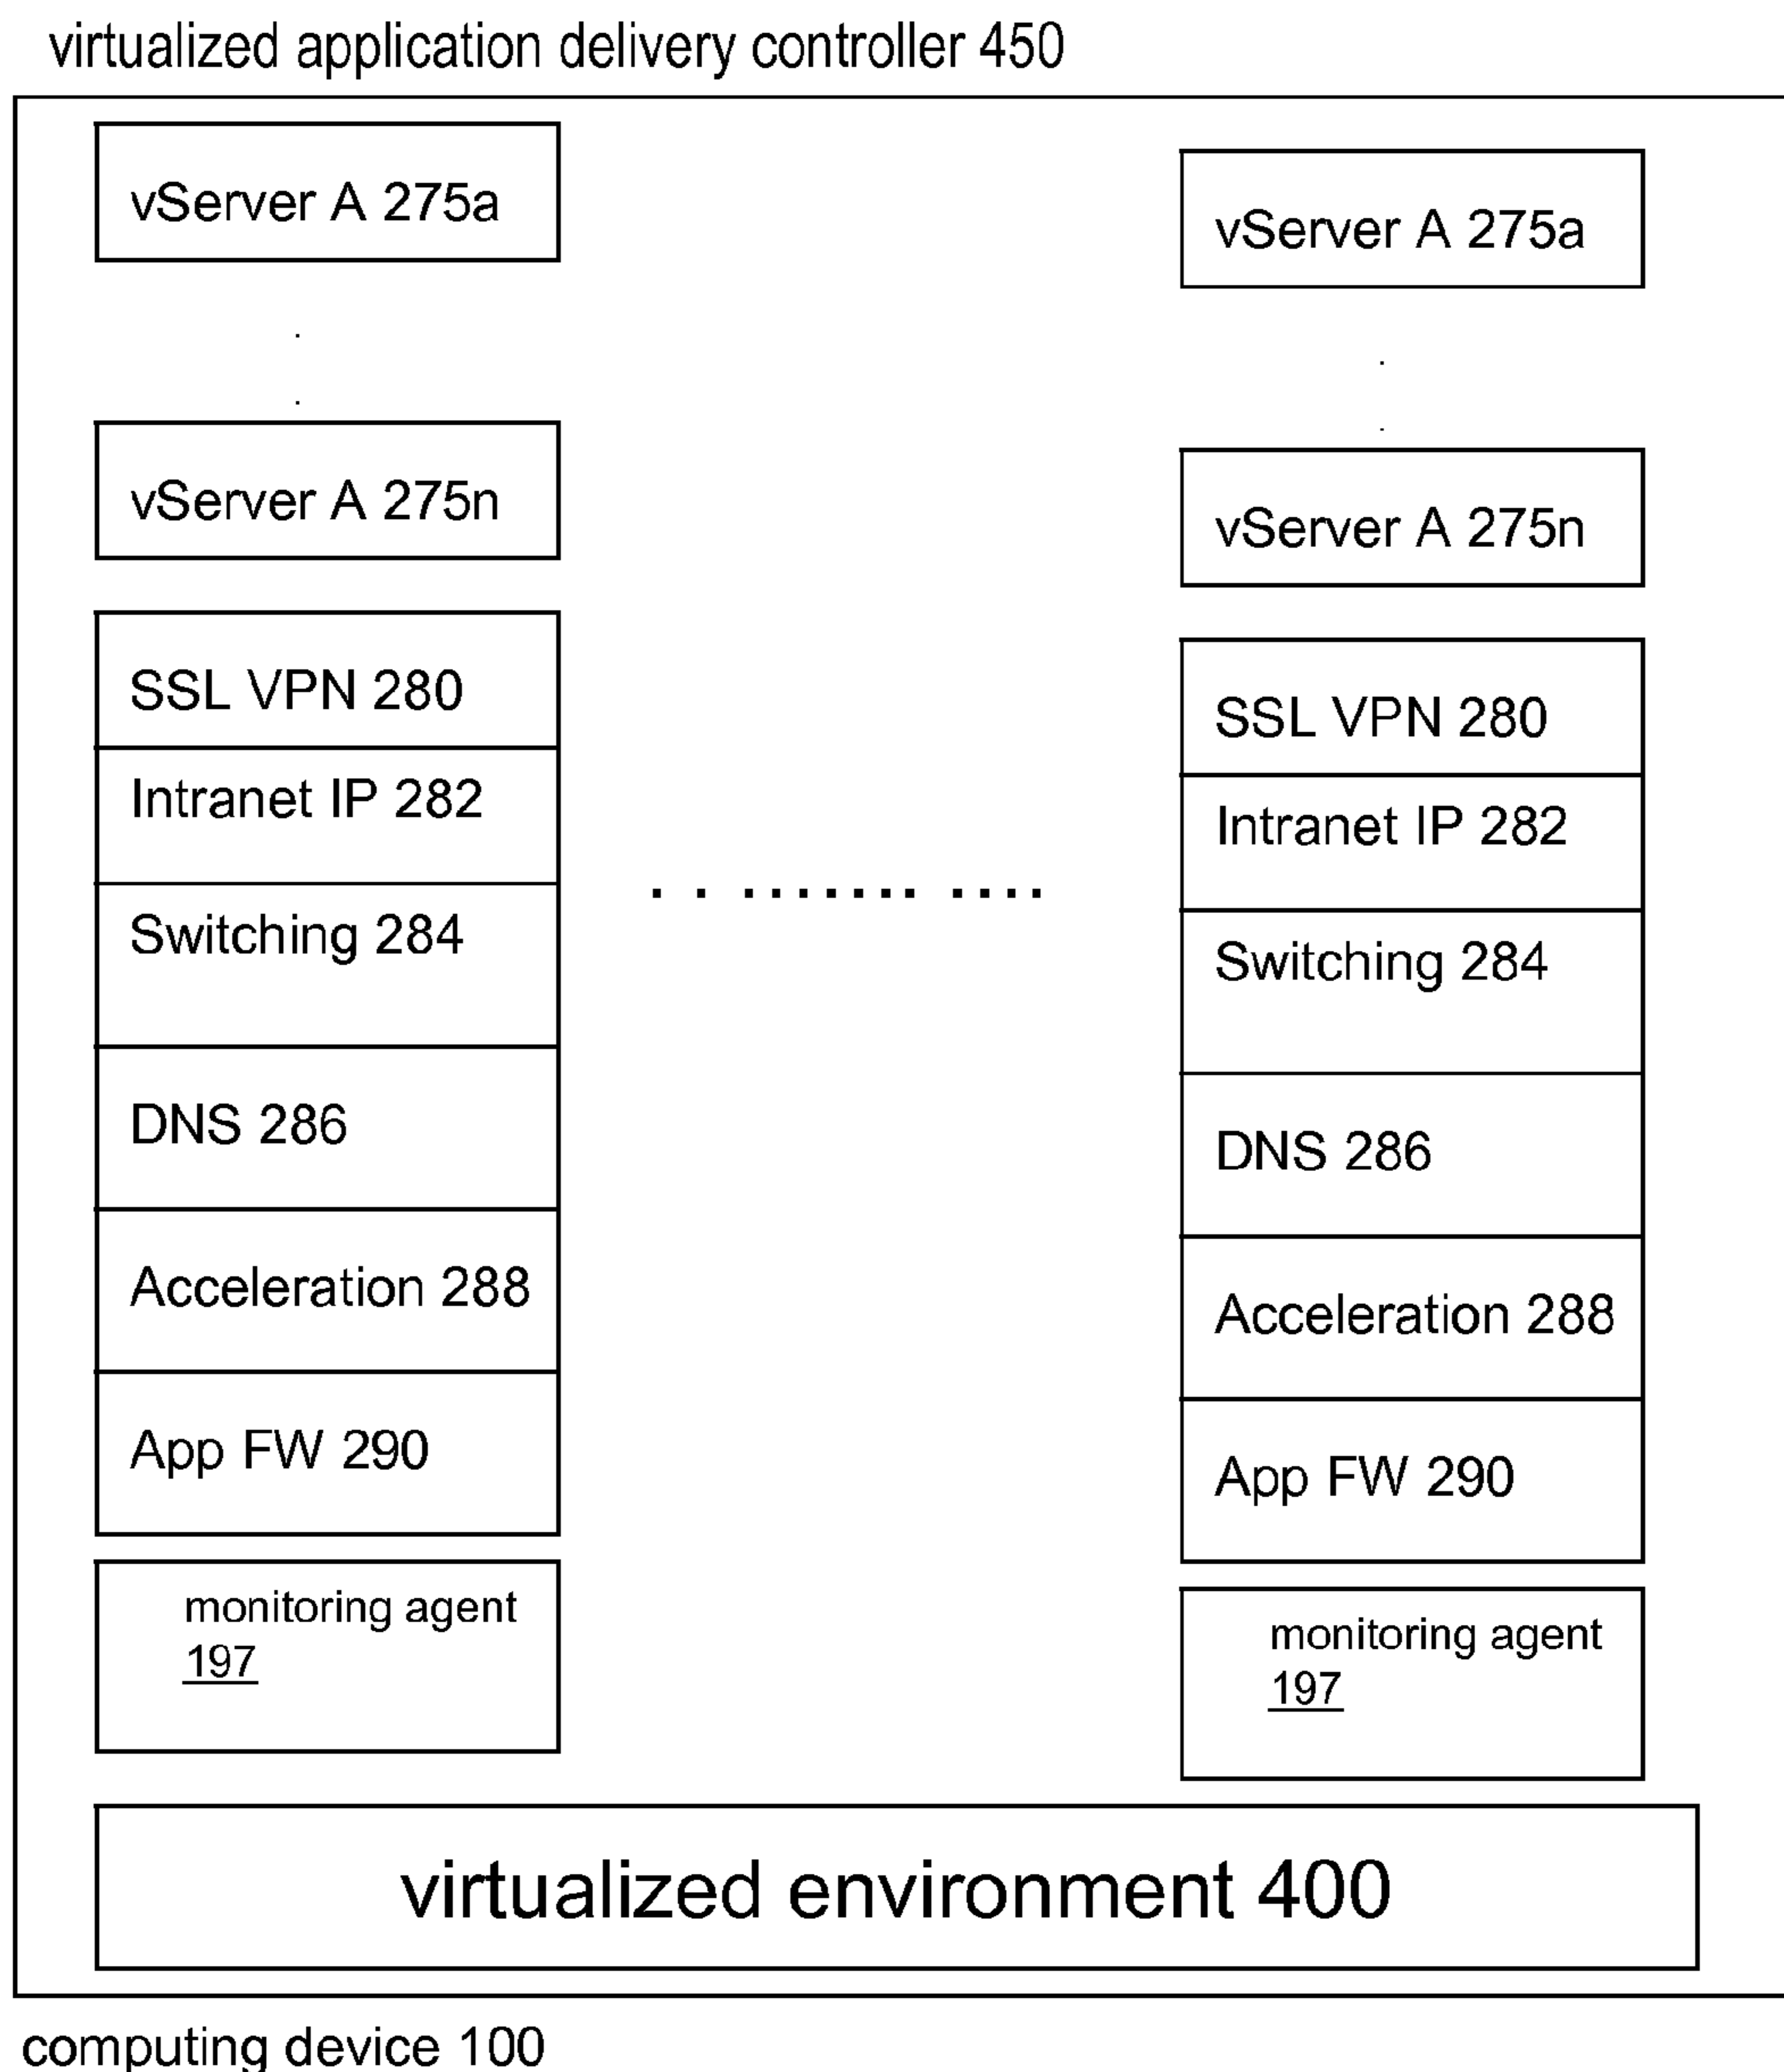 virtualized application delivery controller 450
vServer A 275a
vServer A 275n
SSL VPN 280
Intranet IP 282
Switching 284
DNS 286
Acceleration 288
App FW 290
monitoring agent
197
vServer A 275a
vServer A 275n
SSL VPN 280
Intranet IP 282
Switching 284
DNS 286
Acceleration 288
App FW 290
monitoring agent
197
virtualized environment 400
computing device 100